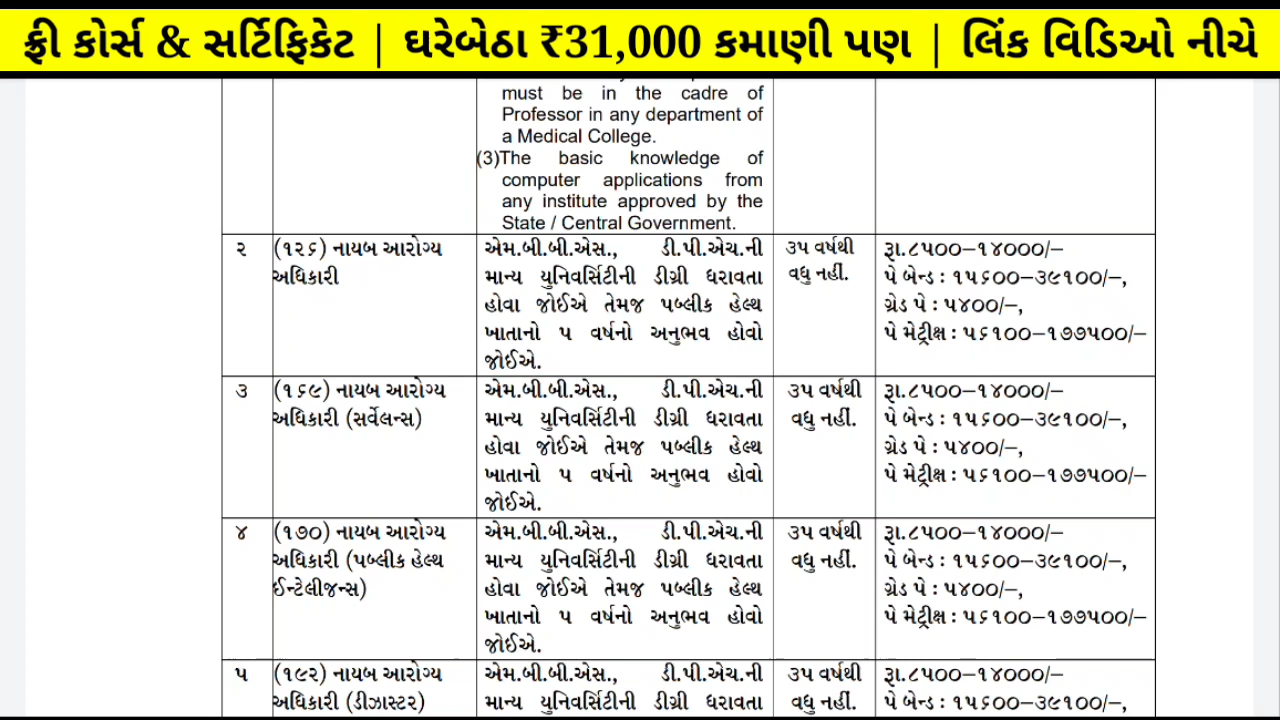 ફ્રી કોર્સ & સર્ટિફિકેટ | ઘરેબેઠા ₹31,000 કમાણી પણ | લિંક વિડિઓ નીચે
must be in the cadre of
Professor in any department of
a Medical College.
(3)The basic knowledge of
computer applications from
any institute approved by the
State / Central Government.
૨ (૧૨૬) નાયબ આરોગ્ય એમ.બી.બી.એસ., ડી.પી.એચ.ની ૩૫ વર્ષથી રૂા.૮૫૦૦–૧૪૦૦૦/–
અધિકારી માન્ય યુનિવર્સિટીની ડીગ્રી ધરાવતા વધુ નહીં. પે બેન્ડ : ૧૫૬૦૦–૩૯૧૦૦/–,
હોવા જોઈએ તેમજ પબ્લીક હેલ્થ ગ્રેડ પે : ૫૪૦૦/–,
ખાતાનો ૫ વર્ષનો અનુભવ હોવો પે મેટ્રીક્ષ : ૫૬૧૦૦–૧૭૭૫૦૦/–
જોઈએ.
૩ (૧૬૯) નાયબ આરોગ્ય એમ.બી.બી.એસ., ડી.પી.એચ.ની ૩૫ વર્ષથી રૂા.૮૫૦૦–૧૪૦૦૦/–
અધિકારી (સર્વેલન્સ) માન્ય યુનિવર્સિટીની ડીગ્રી ધરાવતા વધુ નહીં. પે બેન્ડ : ૧૫૬૦૦–૩૯૧૦૦/–,
હોવા જોઈએ તેમજ પબ્લીક હેલ્થ ગ્રેડ પે : ૫૪૦૦/–,
ખાતાનો ૫ વર્ષનો અનુભવ હોવો પે મેટ્રીક્ષ : ૫૬૧૦૦–૧૭૭૫૦૦/–
જોઈએ.
૪ (૧૭૦) નાયબ આરોગ્ય એમ.બી.બી.એસ., ડી.પી.એચ.ની ૩૫ વર્ષથી રૂા.૮૫૦૦–૧૪૦૦૦/–
અધિકારી (પબ્લીક હેલ્થ માન્ય યુનિવર્સિટીની ડીગ્રી ધરાવતા વધુ નહીં. પે બેન્ડ : ૧૫૬૦૦–૩૯૧૦૦/–,
ઈન્ટેલીજન્સ) હોવા જોઈએ તેમજ પબ્લીક હેલ્થ ગ્રેડ પે : ૫૪૦૦/–,
ખાતાનો ૫ વર્ષનો અનુભવ હોવો પે મેટ્રીક્ષ : ૫૬૧૦૦–૧૭૭૫૦૦/–
જોઈએ.
૫ (૧૯૨) નાયબ આરોગ્ય એમ.બી.બી.એસ., ડી.પી.એચ.ની ૩૫ વર્ષથી રૂા.૮૫૦૦–૧૪૦૦૦/–
અધિકારી (ડીઝાસ્ટર) માન્ય યુનિવર્સિટીની ડીગ્રી ધરાવતા વધુ નહીં. પે બેન્ડ : ૧૫૬૦૦–૩૯૧૦૦/–,